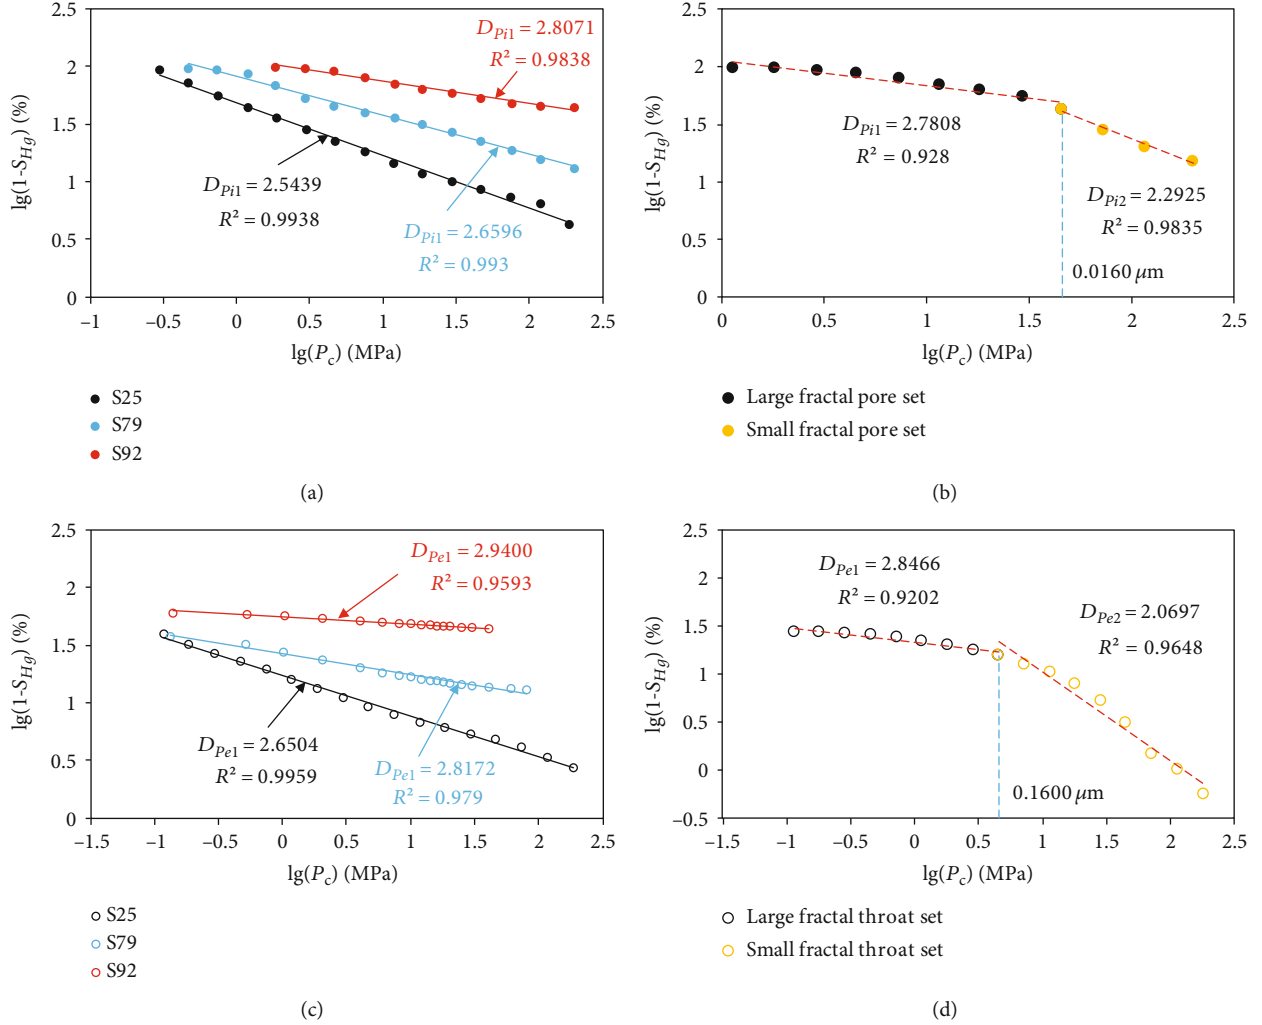 2.5
2
1.5
1
0.5
0
−1
−0.5
0
0.5
1
1.5
2
2.5
lg(1-S_Hg) (%)
lg(P_c) (MPa)
D_Pi1 = 2.8071
R² = 0.9838
D_Pi1 = 2.5439
R² = 0.9938
D_Pi1 = 2.6596
R² = 0.993
S25
S79
S92
(a)
2.5
2
1.5
1
0.5
0
0
0.5
1
1.5
2
2.5
lg(1-S_Hg) (%)
lg(P_c) (MPa)
D_Pi1 = 2.7808
R² = 0.928
D_Pi2 = 2.2925
R² = 0.9835
0.0160 μm
Large fractal pore set
Small fractal pore set
(b)
2.5
2
1.5
1
0.5
0
−1.5
−1
−0.5
0
0.5
1
1.5
2
2.5
lg(1-S_Hg) (%)
lg(P_c) (MPa)
D_Pe1 = 2.9400
R² = 0.9593
D_Pe1 = 2.6504
R² = 0.9959
D_Pe1 = 2.8172
R² = 0.979
S25
S79
S92
(c)
2.5
2
1.5
1
0.5
0
−0.5
−1.5
−1
−0.5
0
0.5
1
1.5
2
2.5
lg(1-S_Hg) (%)
lg(P_c) (MPa)
D_Pe1 = 2.8466
R² = 0.9202
D_Pe2 = 2.0697
R² = 0.9648
0.1600 μm
Large fractal throat set
Small fractal throat set
(d)